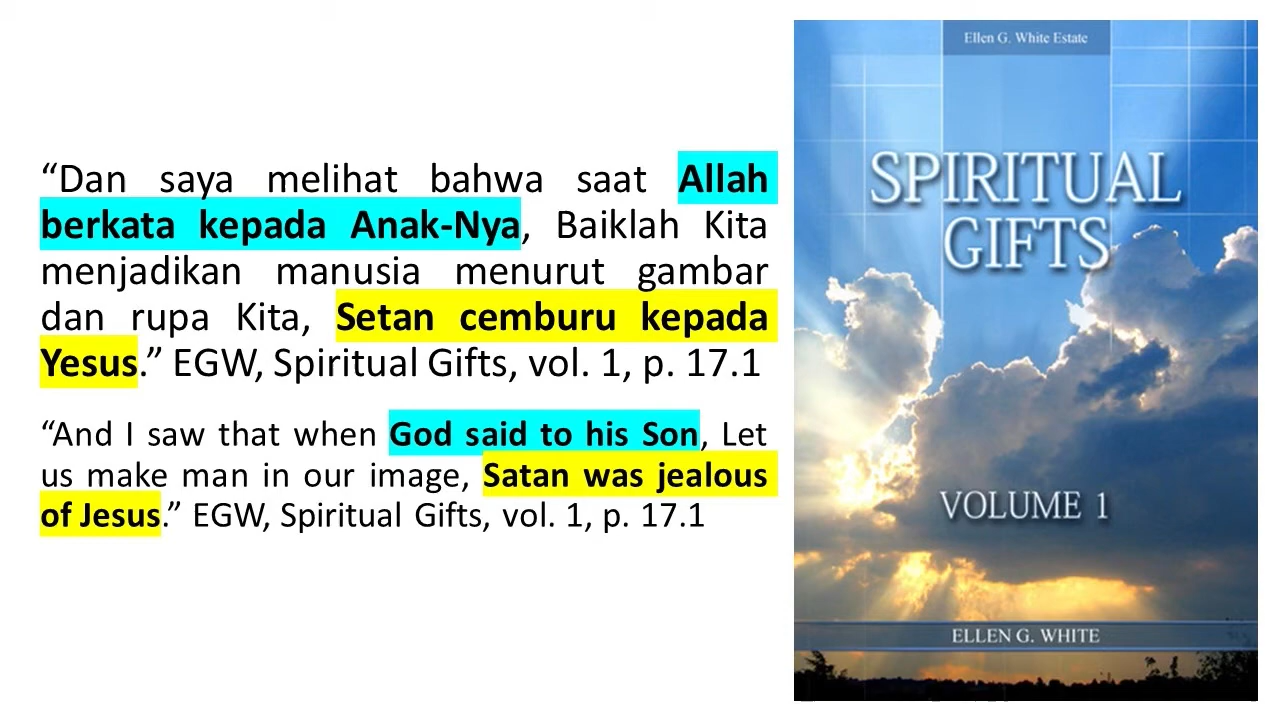 “Dan saya melihat bahwa saat Allah
berkata kepada Anak-Nya, Baiklah Kita
menjadikan manusia menurut gambar
dan rupa Kita, Setan cemburu kepada
Yesus.” EGW, Spiritual Gifts, vol. 1, p. 17.1
“And I saw that when God said to his Son, Let
us make man in our image, Satan was jealous
of Jesus.” EGW, Spiritual Gifts, vol. 1, p. 17.1
Ellen G. White Estate
SPIRITUAL
GIFTS
VOLUME 1
ELLEN G. WHITE